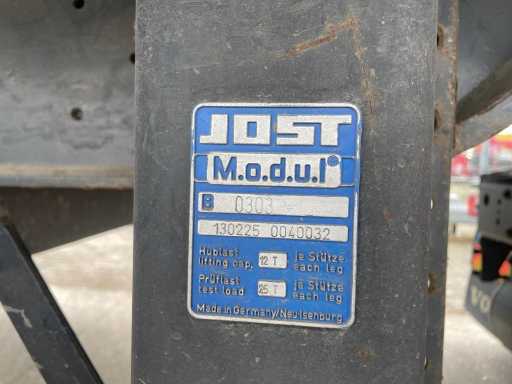 JOST
M.o.d.u.l
B 0303
130225 0040032
Hublast 12 T je Stütze
lifting cap. each leg
Prüflast 25 T je Stütze
test load each leg
Made in Germany/Neu-Isenburg